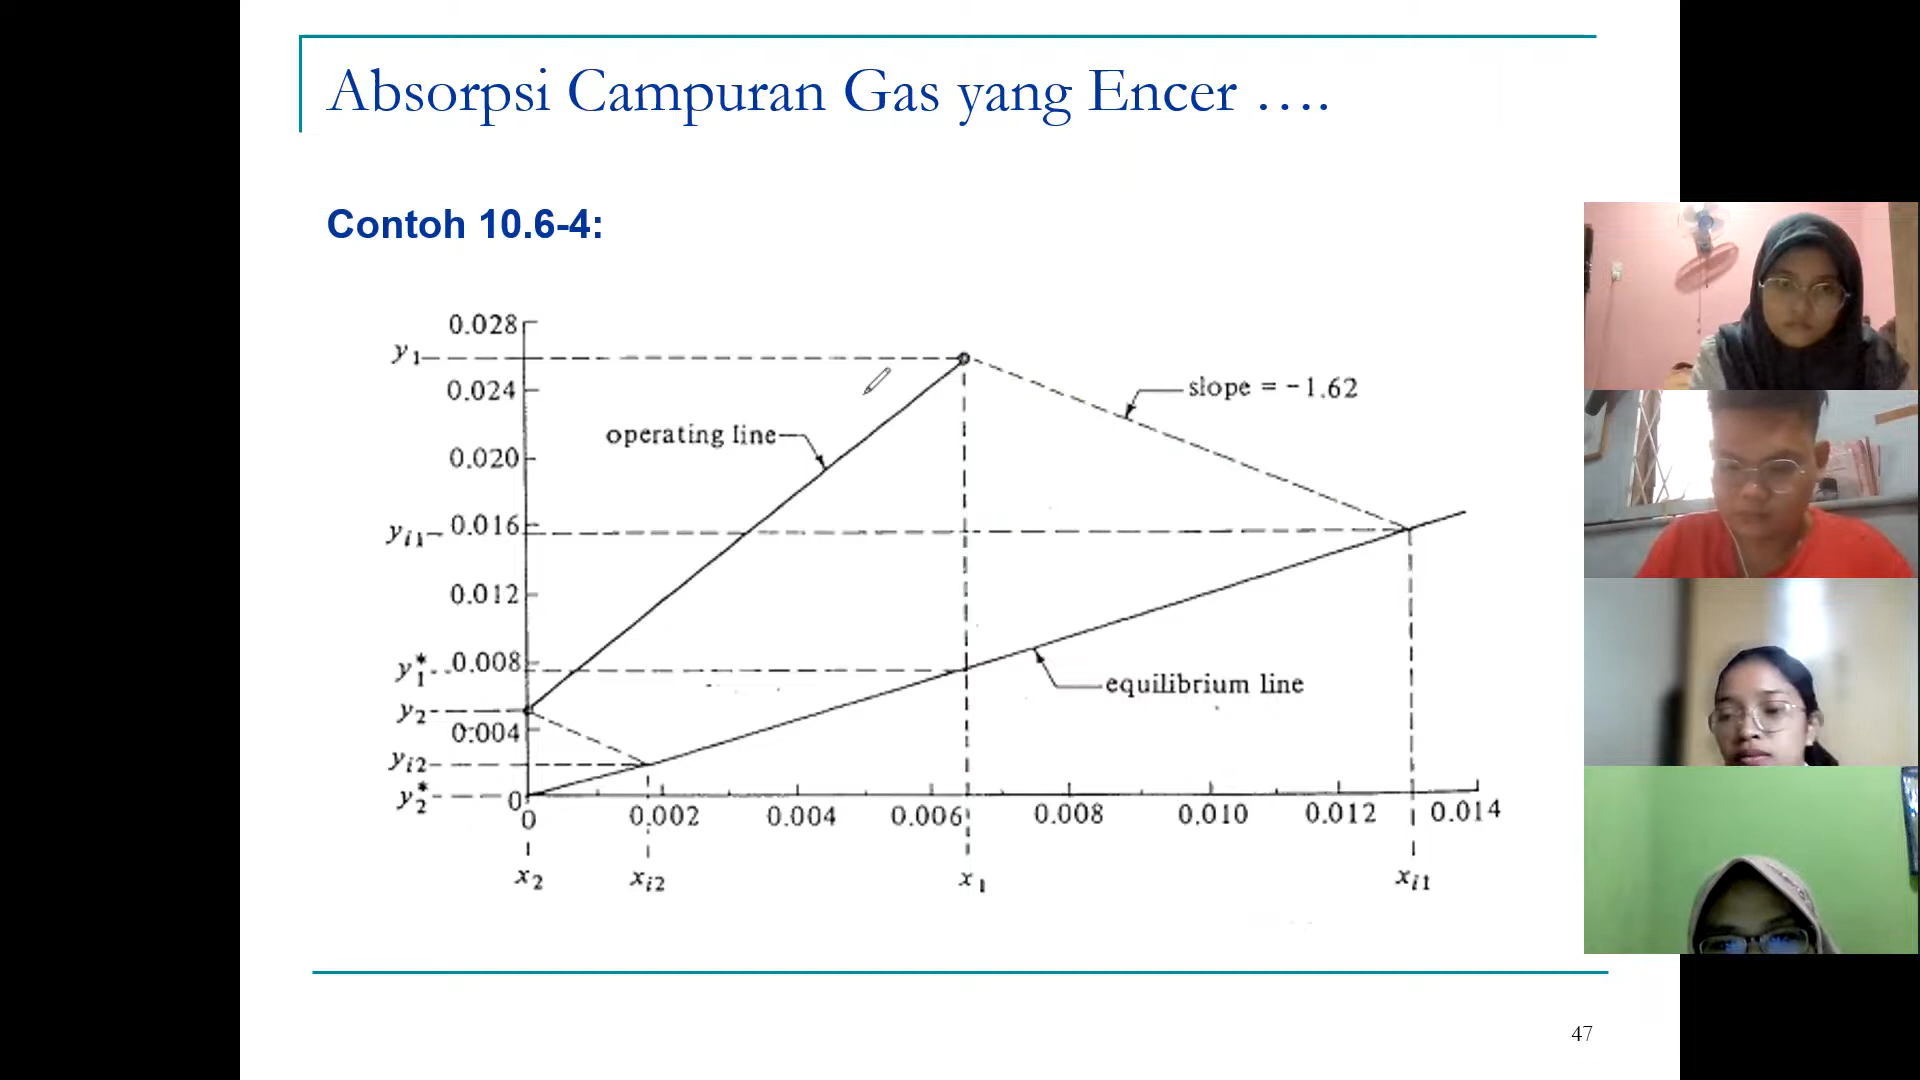 Absorpsi Campuran Gas yang Encer ….
Contoh 10.6-4:
0.028
y1
0.024
slope = -1.62
operating line
0.020
yi1
0.016
0.012
y1*
0.008
equilibrium line
y2
0.004
yi2
y2*
0
0 0.002 0.004 0.006 0.008 0.010 0.012 0.014
x2 xi2 x1 xi1
47